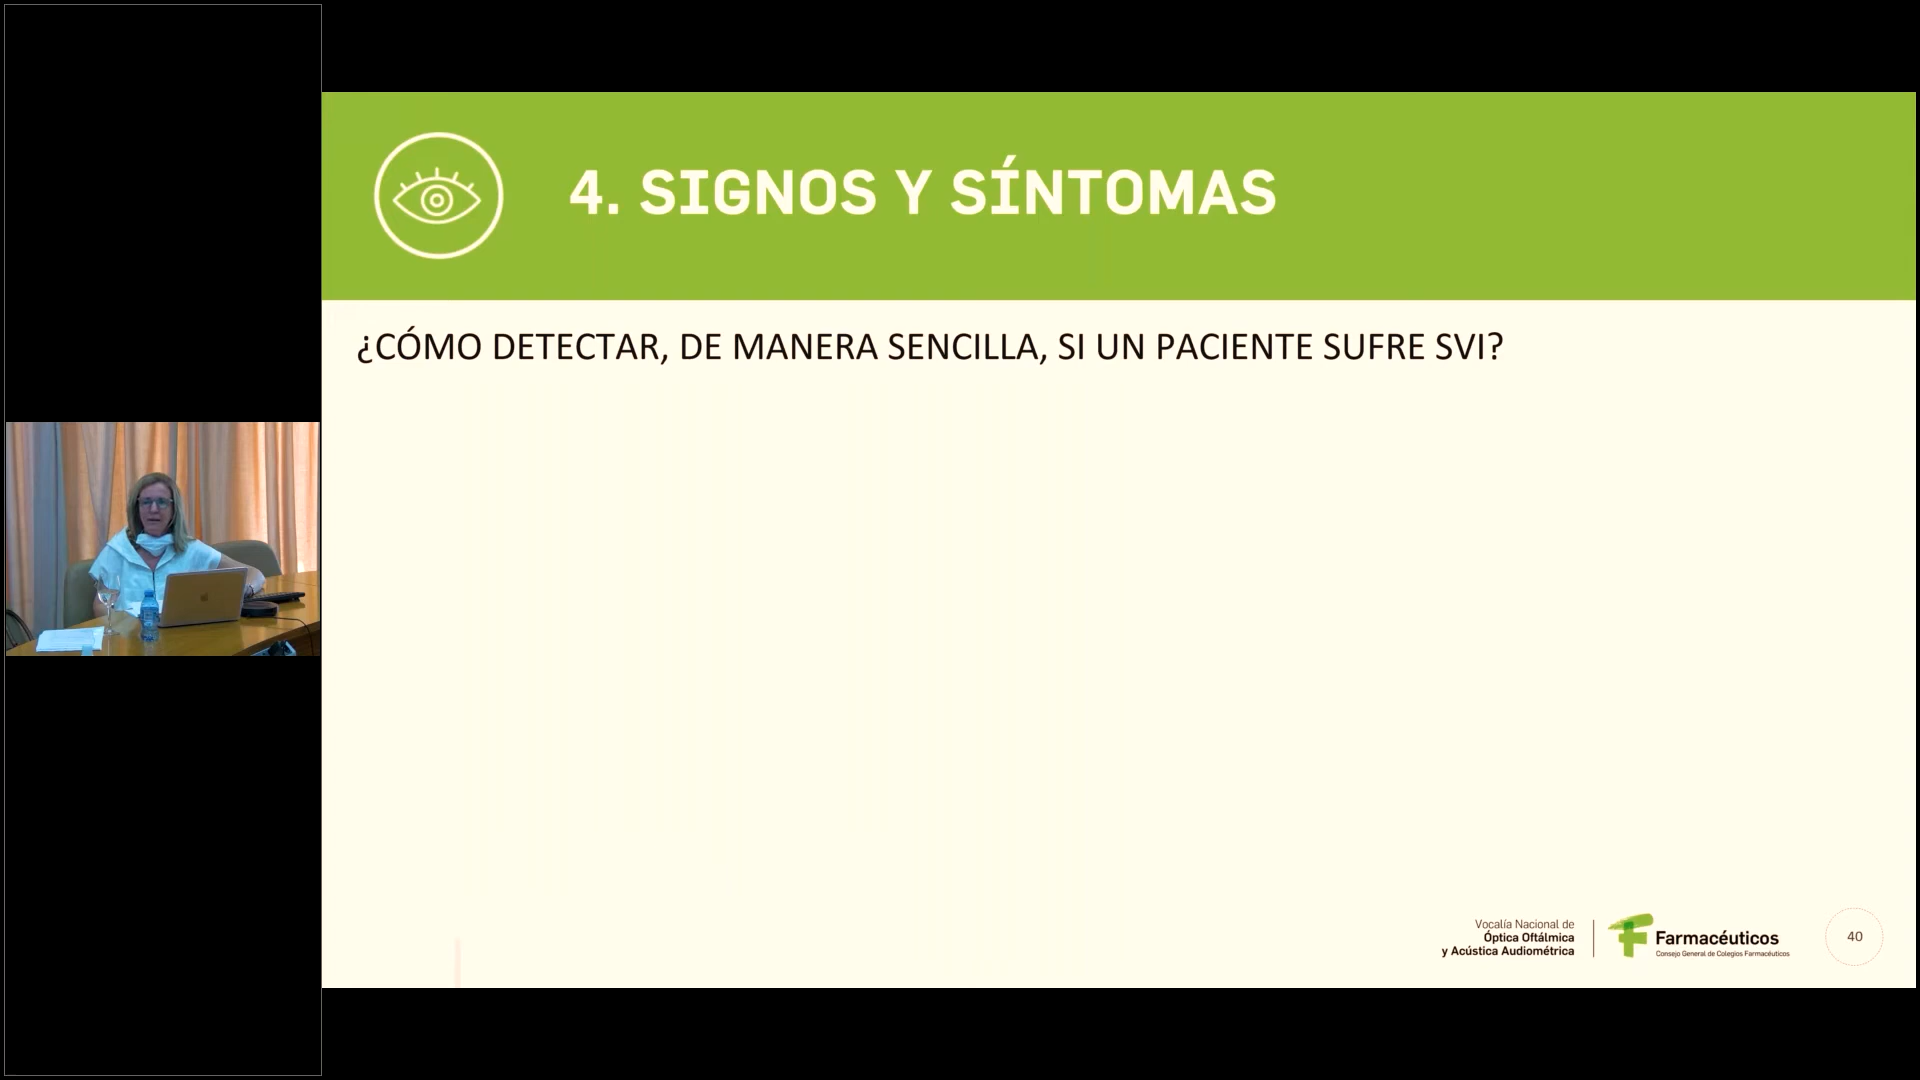 4. SIGNOS Y SÍNTOMAS
¿CÓMO DETECTAR, DE MANERA SENCILLA, SI UN PACIENTE SUFRE SVI?
Vocalía Nacional de
Óptica Oftálmica
y Acústica Audiométrica
Farmacéuticos
Consejo General de Colegios Farmacéuticos
40